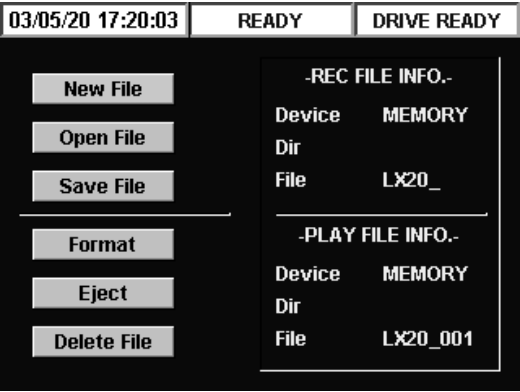 03/05/20 17:20:03 READY DRIVE READY
New File
Open File
Save File
Format
Eject
Delete File
-REC FILE INFO.-
Device MEMORY
Dir
File LX20_
-PLAY FILE INFO.-
Device MEMORY
Dir
File LX20_001